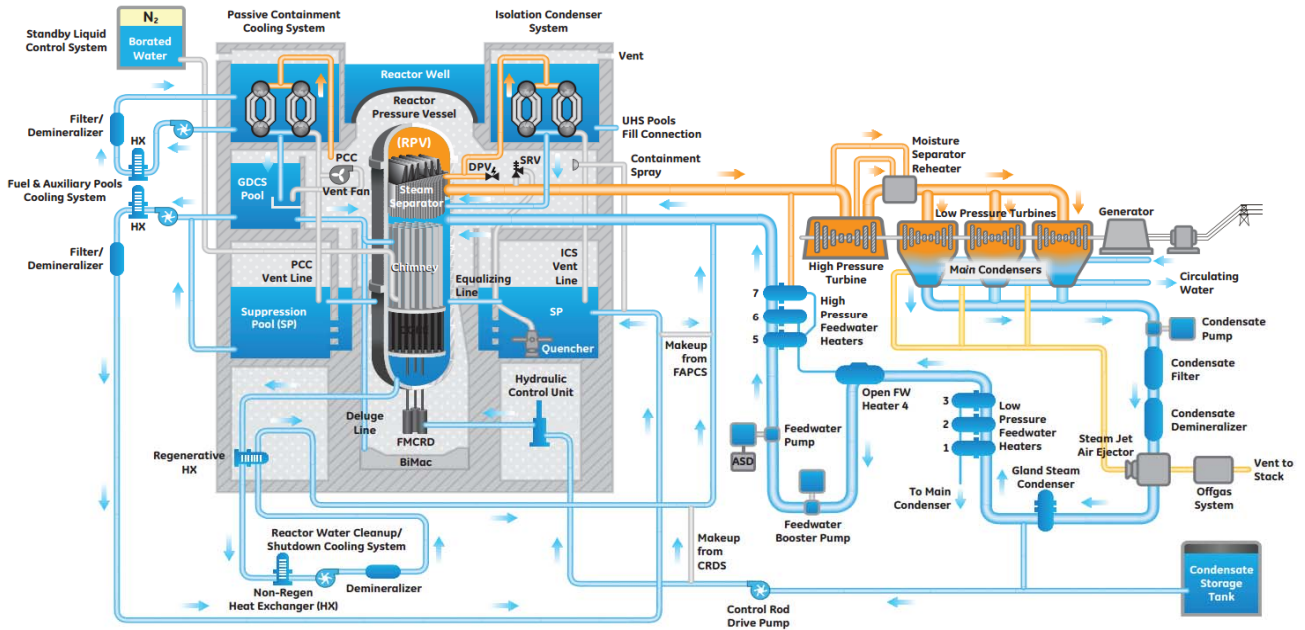 Passive Containment
Cooling System
Isolation Condenser
System
N₂
Borated
Water
Standby Liquid
Control System
Vent
Reactor Well
Reactor
Pressure Vessel
(RPV)
UHS Pools
Fill Connection
Filter/
Demineralizer
HX
PCC
Vent Fan
DPV
SRV
Containment
Spray
Moisture
Separator
Reheater
Fuel & Auxiliary Pools
Cooling System
HX
GDCS
Pool
Steam
Separator
Low Pressure Turbines
Generator
Filter/
Demineralizer
PCC
Vent Line
Chimney
Equalizing
Line
ICS
Vent
Line
High Pressure
Turbine
Main Condensers
Circulating
Water
Suppression
Pool (SP)
SP
Quencher
7
6
5
High
Pressure
Feedwater
Heaters
Condensate
Pump
Makeup
from
FAPCS
Condensate
Filter
Hydraulic
Control Unit
Open FW
Heater 4
3
2
1
Low
Pressure
Feedwater
Heaters
Condensate
Demineralizer
Deluge
Line
FMCRD
BiMac
Feedwater
Pump
ASD
Steam Jet
Air Ejector
Vent to
Stack
Regenerative
HX
Gland Steam
Condenser
Offgas
System
To Main
Condenser
Feedwater
Booster Pump
Reactor Water Cleanup/
Shutdown Cooling System
Makeup
from
CRDS
Non-Regen
Heat Exchanger (HX)
Demineralizer
Control Rod
Drive Pump
Condensate
Storage
Tank